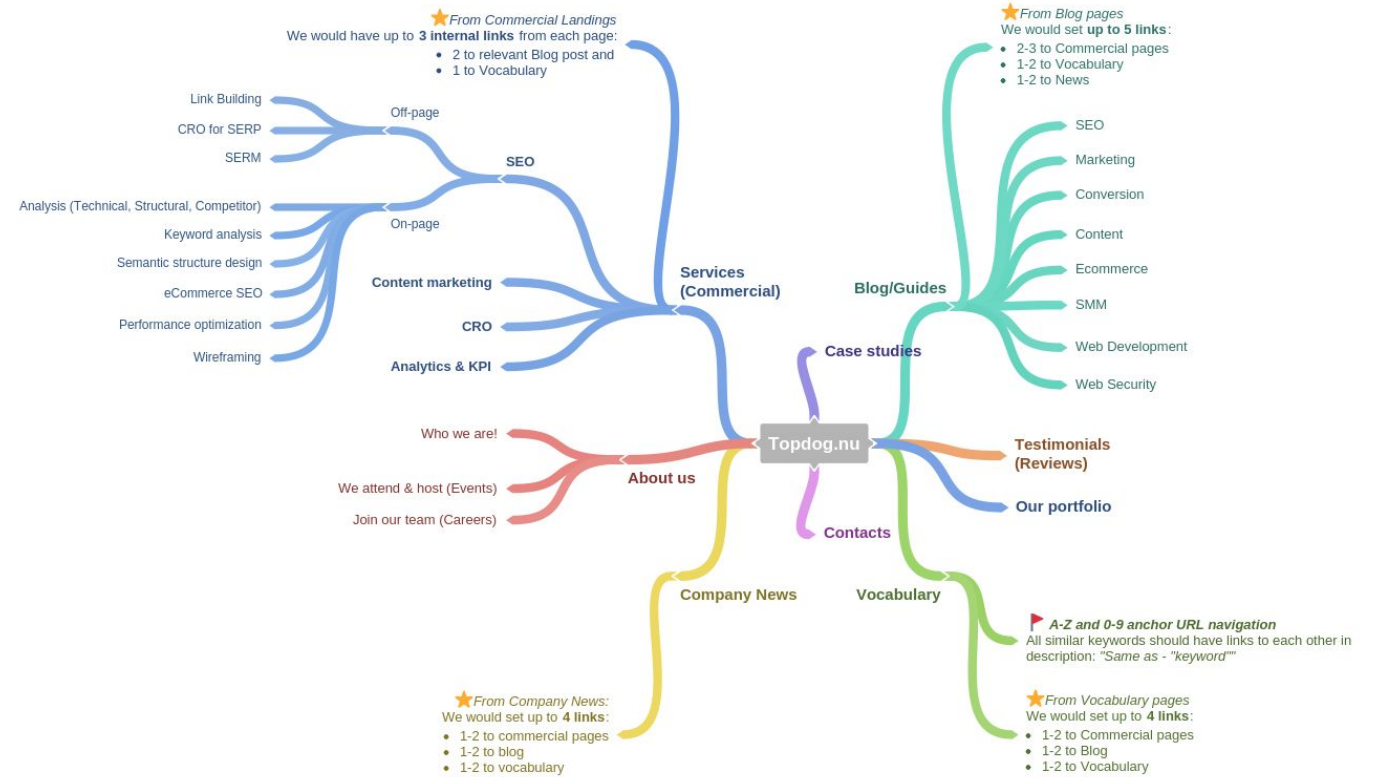 From Commercial Landings
We would have up to 3 internal links from each page:
• 2 to relevant Blog post and
• 1 to Vocabulary
Link Building
CRO for SERP
SERM
Off-page
SEO
Analysis (Technical, Structural, Competitor)
Keyword analysis
Semantic structure design
eCommerce SEO
Performance optimization
Wireframing
On-page
Content marketing
CRO
Analytics & KPI
Services
(Commercial)
From Blog pages
We would set up to 5 links:
• 2-3 to Commercial pages
• 1-2 to Vocabulary
• 1-2 to News
SEO
Marketing
Conversion
Content
Ecommerce
SMM
Web Development
Web Security
Blog/Guides
Case studies
Topdog.nu
Who we are!
We attend & host (Events)
Join our team (Careers)
About us
Testimonials
(Reviews)
Our portfolio
Contacts
Company News
Vocabulary
A-Z and 0-9 anchor URL navigation
All similar keywords should have links to each other in
description: "Same as - "keyword""
From Company News:
We would set up to 4 links:
• 1-2 to commercial pages
• 1-2 to blog
• 1-2 to vocabulary
From Vocabulary pages
We would set up to 4 links:
• 1-2 to Commercial pages
• 1-2 to Blog
• 1-2 to Vocabulary